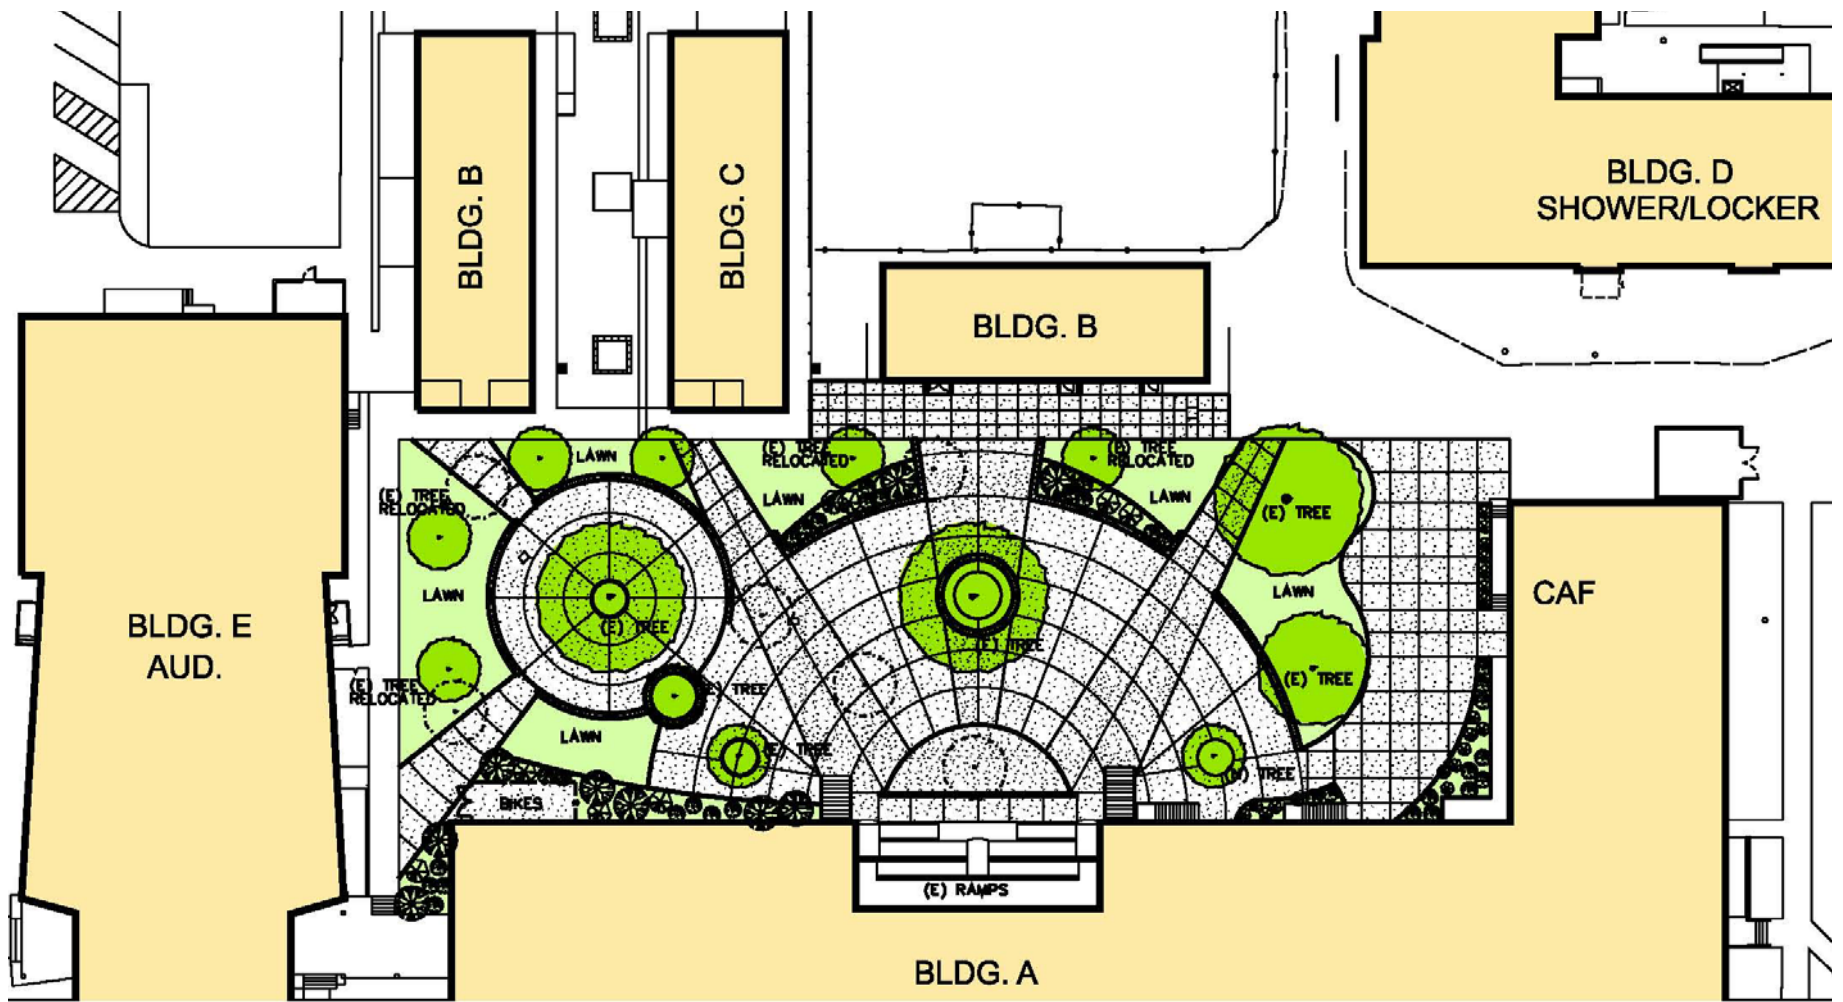 BLDG. B
BLDG. C
BLDG. D
SHOWER/LOCKER
BLDG. B
LAWN
(E) TREE
RELOCATED
TREE
RELOCATED
(E) TREE
RELOCATED
LAWN
LAWN
(E) TREE
LAWN
LAWN
CAF
BLDG. E
AUD.
(E) TREE
(E) TREE
(E) TREE
(E) TREE
RELOCATED
(E) TREE
LAWN
(E) TREE
TREE
BIKES
(E) RAMPS
BLDG. A